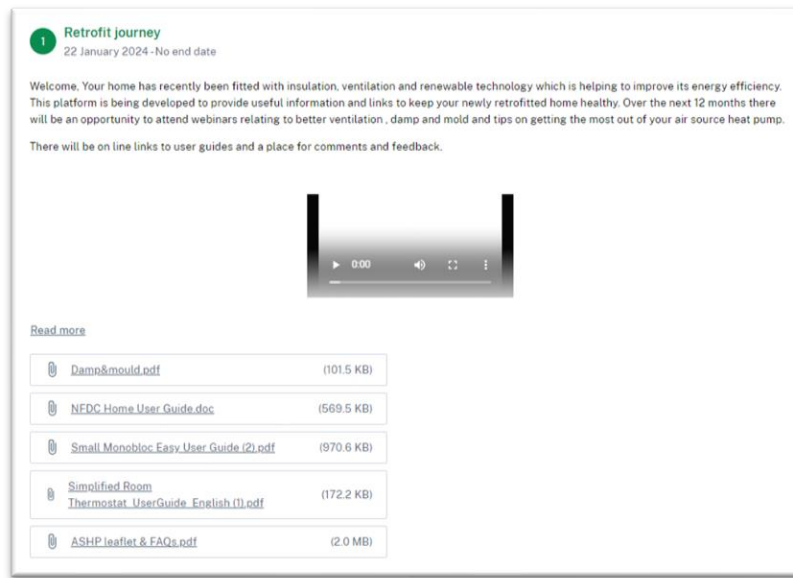 1
Retrofit journey
22 January 2024 - No end date
Welcome, Your home has recently been fitted with insulation, ventilation and renewable technology which is helping to improve its energy efficiency.
This platform is being developed to provide useful information and links to keep your newly retrofitted home healthy. Over the next 12 months there
will be an opportunity to attend webinars relating to better ventilation , damp and mold and tips on getting the most out of your air source heat pump.
There will be on line links to user guides and a place for comments and feedback.
0:00
Read more
Damp&mould.pdf (101.5 KB)
NFDC Home User Guide.doc (569.5 KB)
Small Monobloc Easy User Guide (2).pdf (970.6 KB)
Simplified Room
Thermostat_UserGuide_English (1).pdf (172.2 KB)
ASHP leaflet & FAQs.pdf (2.0 MB)